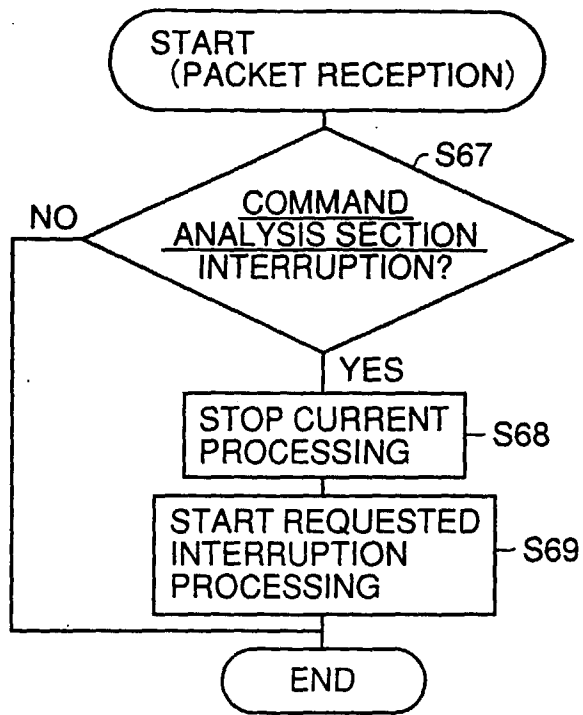 START
(PACKET RECEPTION)
S67
NO
COMMAND
ANALYSIS SECTION
INTERRUPTION?
YES
STOP CURRENT
PROCESSING
S68
START REQUESTED
INTERRUPTION
PROCESSING
S69
END